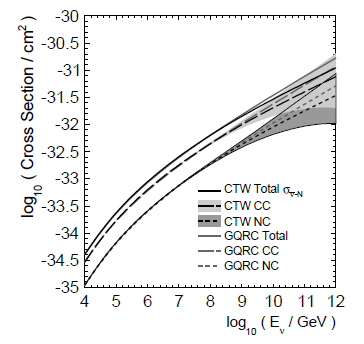 log10 (Cross Section / cm²)
-30
-30.5
-31
-31.5
-32
-32.5
-33
-33.5
-34
-34.5
-35
CTW Total σν̅-N
CTW CC
CTW NC
GQRC Total
GQRC CC
GQRC NC
4 5 6 7 8 9 10 11 12
log10 ( Eν / GeV)